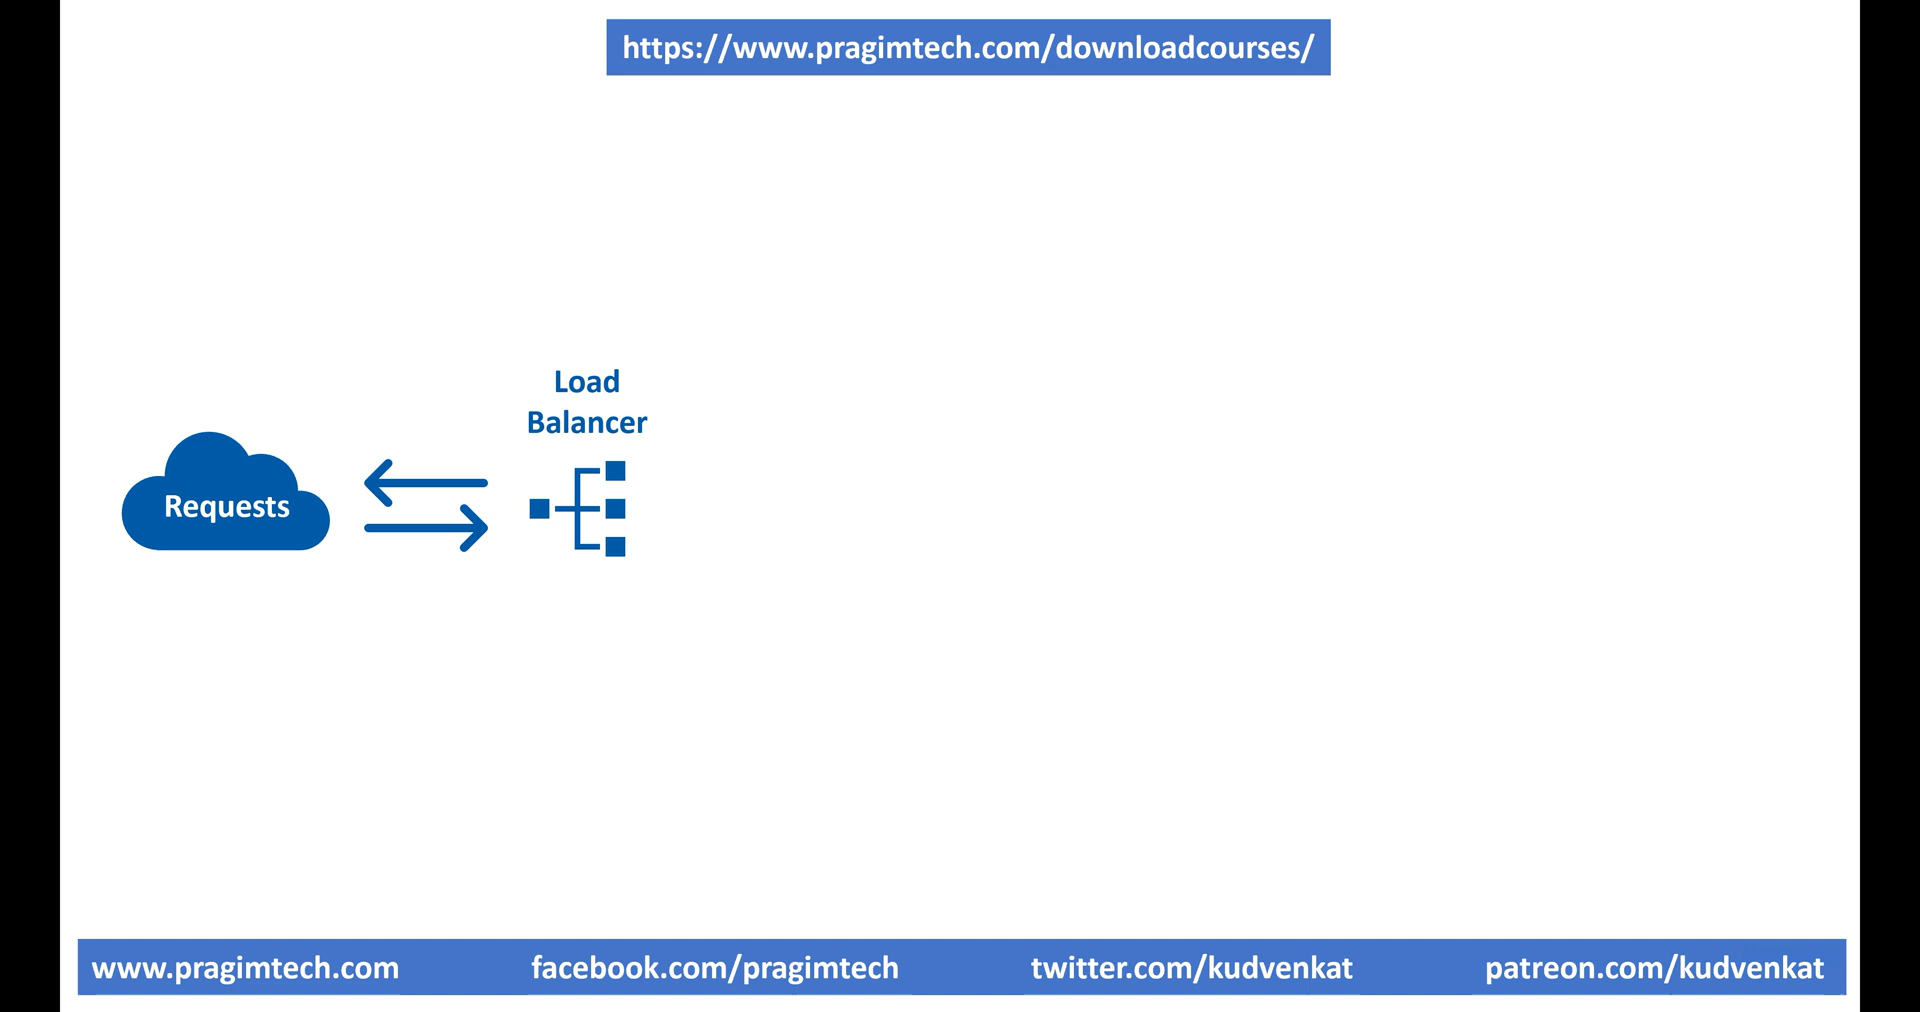 https://www.pragimtech.com/downloadcourses/
Load
Balancer
Requests
www.pragimtech.com
facebook.com/pragimtech
twitter.com/kudvenkat
patreon.com/kudvenkat